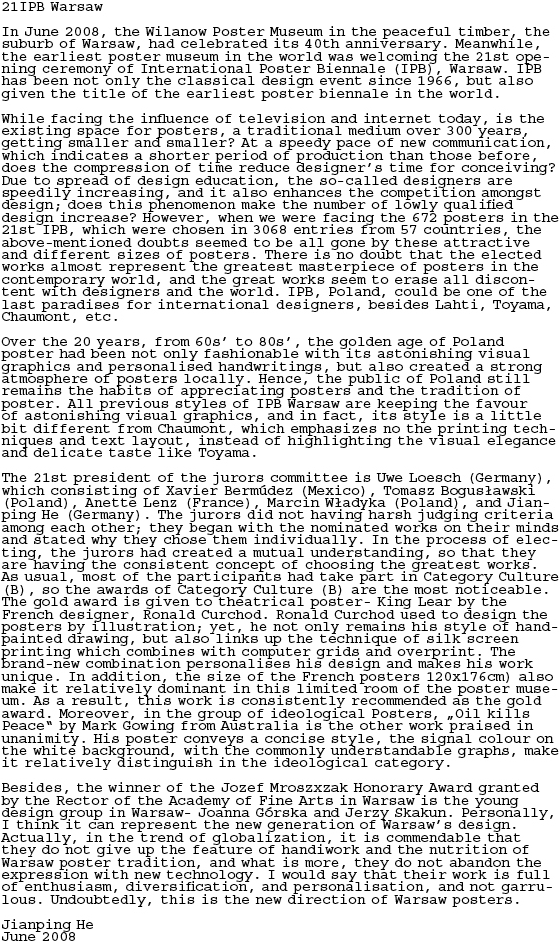 21IPB Warsaw
In June 2008, the Wilanow Poster Museum in the peaceful timber, the
suburb of Warsaw, had celebrated its 40th anniversary. Meanwhile,
the earliest poster museum in the world was welcoming the 21st ope-
ning ceremony of International Poster Biennale (IPB), Warsaw. IPB
has been not only the classical design event since 1966, but also
given the title of the earliest poster biennale in the world.
While facing the influence of television and internet today, is the
existing space for posters, a traditional medium over 300 years,
getting smaller and smaller? At a speedy pace of new communication,
which indicates a shorter period of production than those before,
does the compression of time reduce designer's time for conceiving?
Due to spread of design education, the so-called designers are
speedily increasing, and it also enhances the competition amongst
design; does this phenomenon make the number of lowly qualified
design increase? However, when we were facing the 672 posters in the
21st IPB, which were chosen in 3068 entries from 57 countries, the
above-mentioned doubts seemed to be all gone by these attractive
and different sizes of posters. There is no doubt that the elected
works almost represent the greatest masterpiece of posters in the
contemporary world, and the great works seem to erase all discon-
tent with designers and the world. IPB, Poland, could be one of the
last paradises for international designers, besides Lahti, Toyama,
Chaumont, etc.
Over the 20 years, from 60s' to 80s', the golden age of Poland
poster had been not only fashionable with its astonishing visual
graphics and personalised handwritings, but also created a strong
atmosphere of posters locally. Hence, the public of Poland still
remains the habits of appreciating posters and the tradition of
poster. All previous styles of IPB Warsaw are keeping the favour
of astonishing visual graphics, and in fact, its style is a little
bit different from Chaumont, which emphasizes no the printing tech-
niques and text layout, instead of highlighting the visual elegance
and delicate taste like Toyama.
The 21st president of the jurors committee is Uwe Loesch (Germany),
which consisting of Xavier Bermúdez (Mexico), Tomasz Bogusławski
(Poland), Anette Lenz (France), Marcin Władyka (Poland), and Jian-
ping He (Germany). The jurors did not having harsh judging criteria
among each other; they began with the nominated works on their minds
and stated why they chose them individually. In the process of elec-
ting, the jurors had created a mutual understanding, so that they
are having the consistent concept of choosing the greatest works.
As usual, most of the participants had take part in Category Culture
(B), so the awards of Category Culture (B) are the most noticeable.
The gold award is given to theatrical poster- King Lear by the
French designer, Ronald Curchod. Ronald Curchod used to design the
posters by illustration; yet, he not only remains his style of hand-
painted drawing, but also links up the technique of silk screen
printing which combines with computer grids and overprint. The
brand-new combination personalises his design and makes his work
unique. In addition, the size of the French posters 120x176cm) also
make it relatively dominant in this limited room of the poster muse-
um. As a result, this work is consistently recommended as the gold
award. Moreover, in the group of ideological Posters, „Oil kills
Peace" by Mark Gowing from Australia is the other work praised in
unanimity. His poster conveys a concise style, the signal colour on
the white background, with the commonly understandable graphs, make
it relatively distinguish in the ideological category.
Besides, the winner of the Jozef Mroszxzak Honorary Award granted
by the Rector of the Academy of Fine Arts in Warsaw is the young
design group in Warsaw- Joanna Górska and Jerzy Skakun. Personally,
I think it can represent the new generation of Warsaw's design.
Actually, in the trend of globalization, it is commendable that
they do not give up the feature of handiwork and the nutrition of
Warsaw poster tradition, and what is more, they do not abandon the
expression with new technology. I would say that their work is full
of enthusiasm, diversification, and personalisation, and not garru-
lous. Undoubtedly, this is the new direction of Warsaw posters.
Jianping He
June 2008